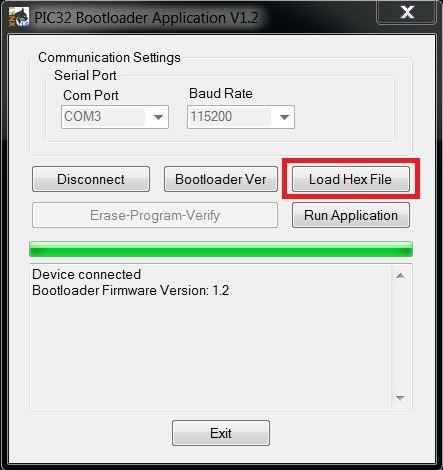 PIC32 Bootloader Application V1.2
X
Communication Settings
Serial Port
Com Port
Baud Rate
COM3
115200
Disconnect
Bootloader Ver
Load Hex File
Erase-Program-Verify
Run Application
Device connected
Bootloader Firmware Version: 1.2
Exit